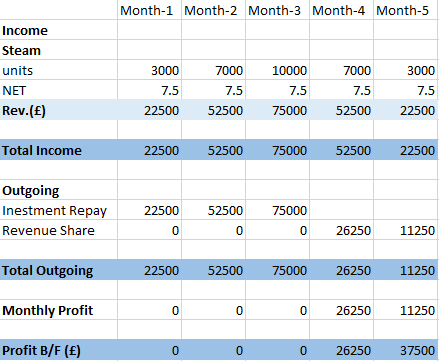 Month-1 Month-2 Month-3 Month-4 Month-5
Income
Steam
units 3000 7000 10000 7000 3000
NET 7.5 7.5 7.5 7.5 7.5
Rev.(£) 22500 52500 75000 52500 22500
Total Income 22500 52500 75000 52500 22500
Outgoing
Inestment Repay 22500 52500 75000
Revenue Share 0 0 0 26250 11250
Total Outgoing 22500 52500 75000 26250 11250
Monthly Profit 0 0 0 26250 11250
Profit B/F (£) 0 0 0 26250 37500